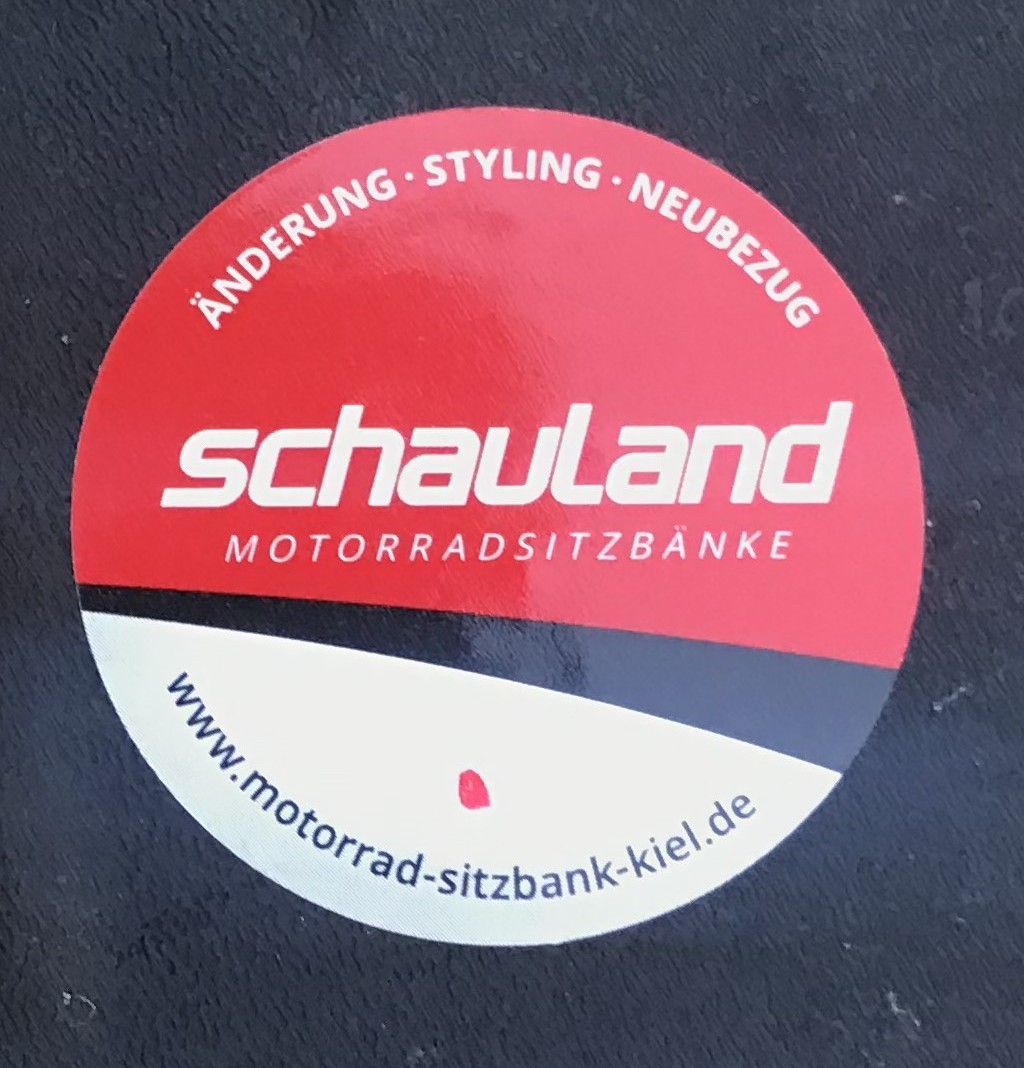 ÄNDERUNG · STYLING · NEUBEZUG
schauland
MOTORRADSITZBÄNKE
www.motorrad-sitzbank-kiel.de